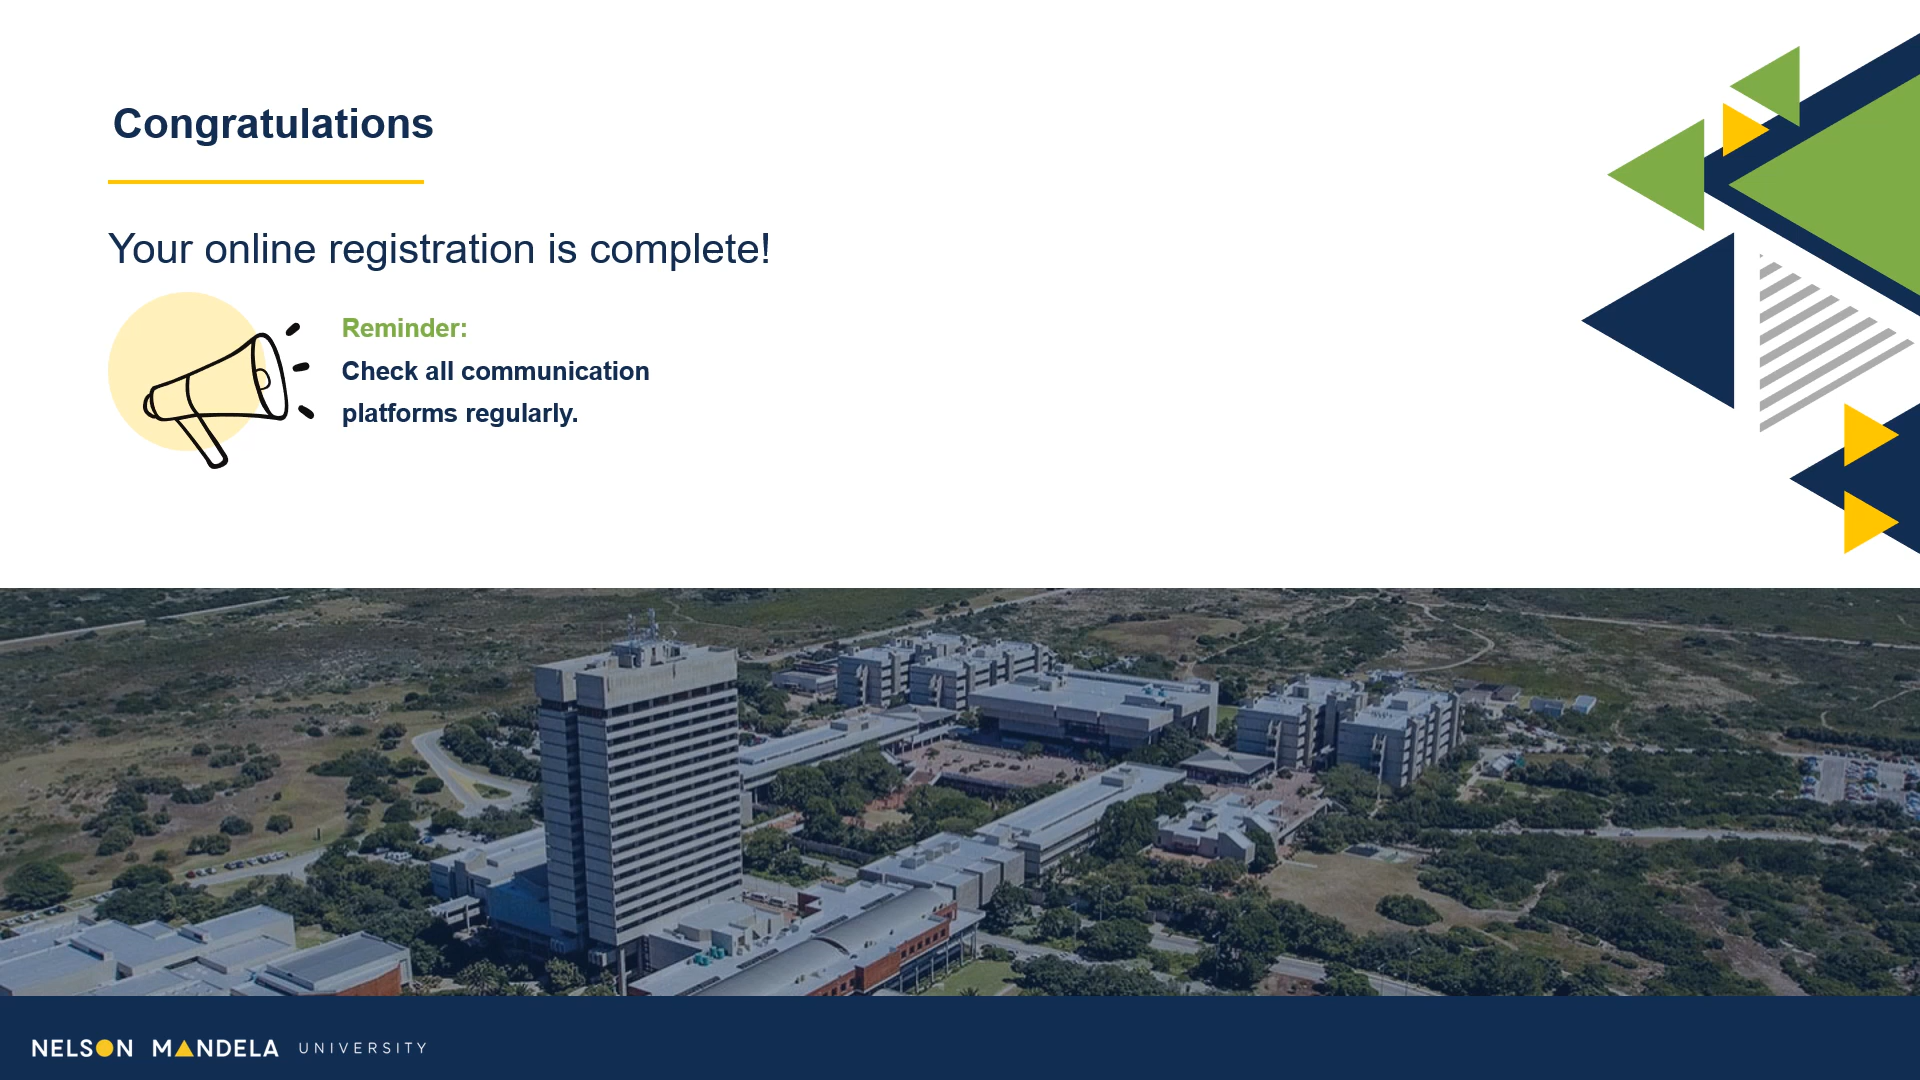 Congratulations
Your online registration is complete!
Reminder:
Check all communication
platforms regularly.
NELSON MANDELA UNIVERSITY